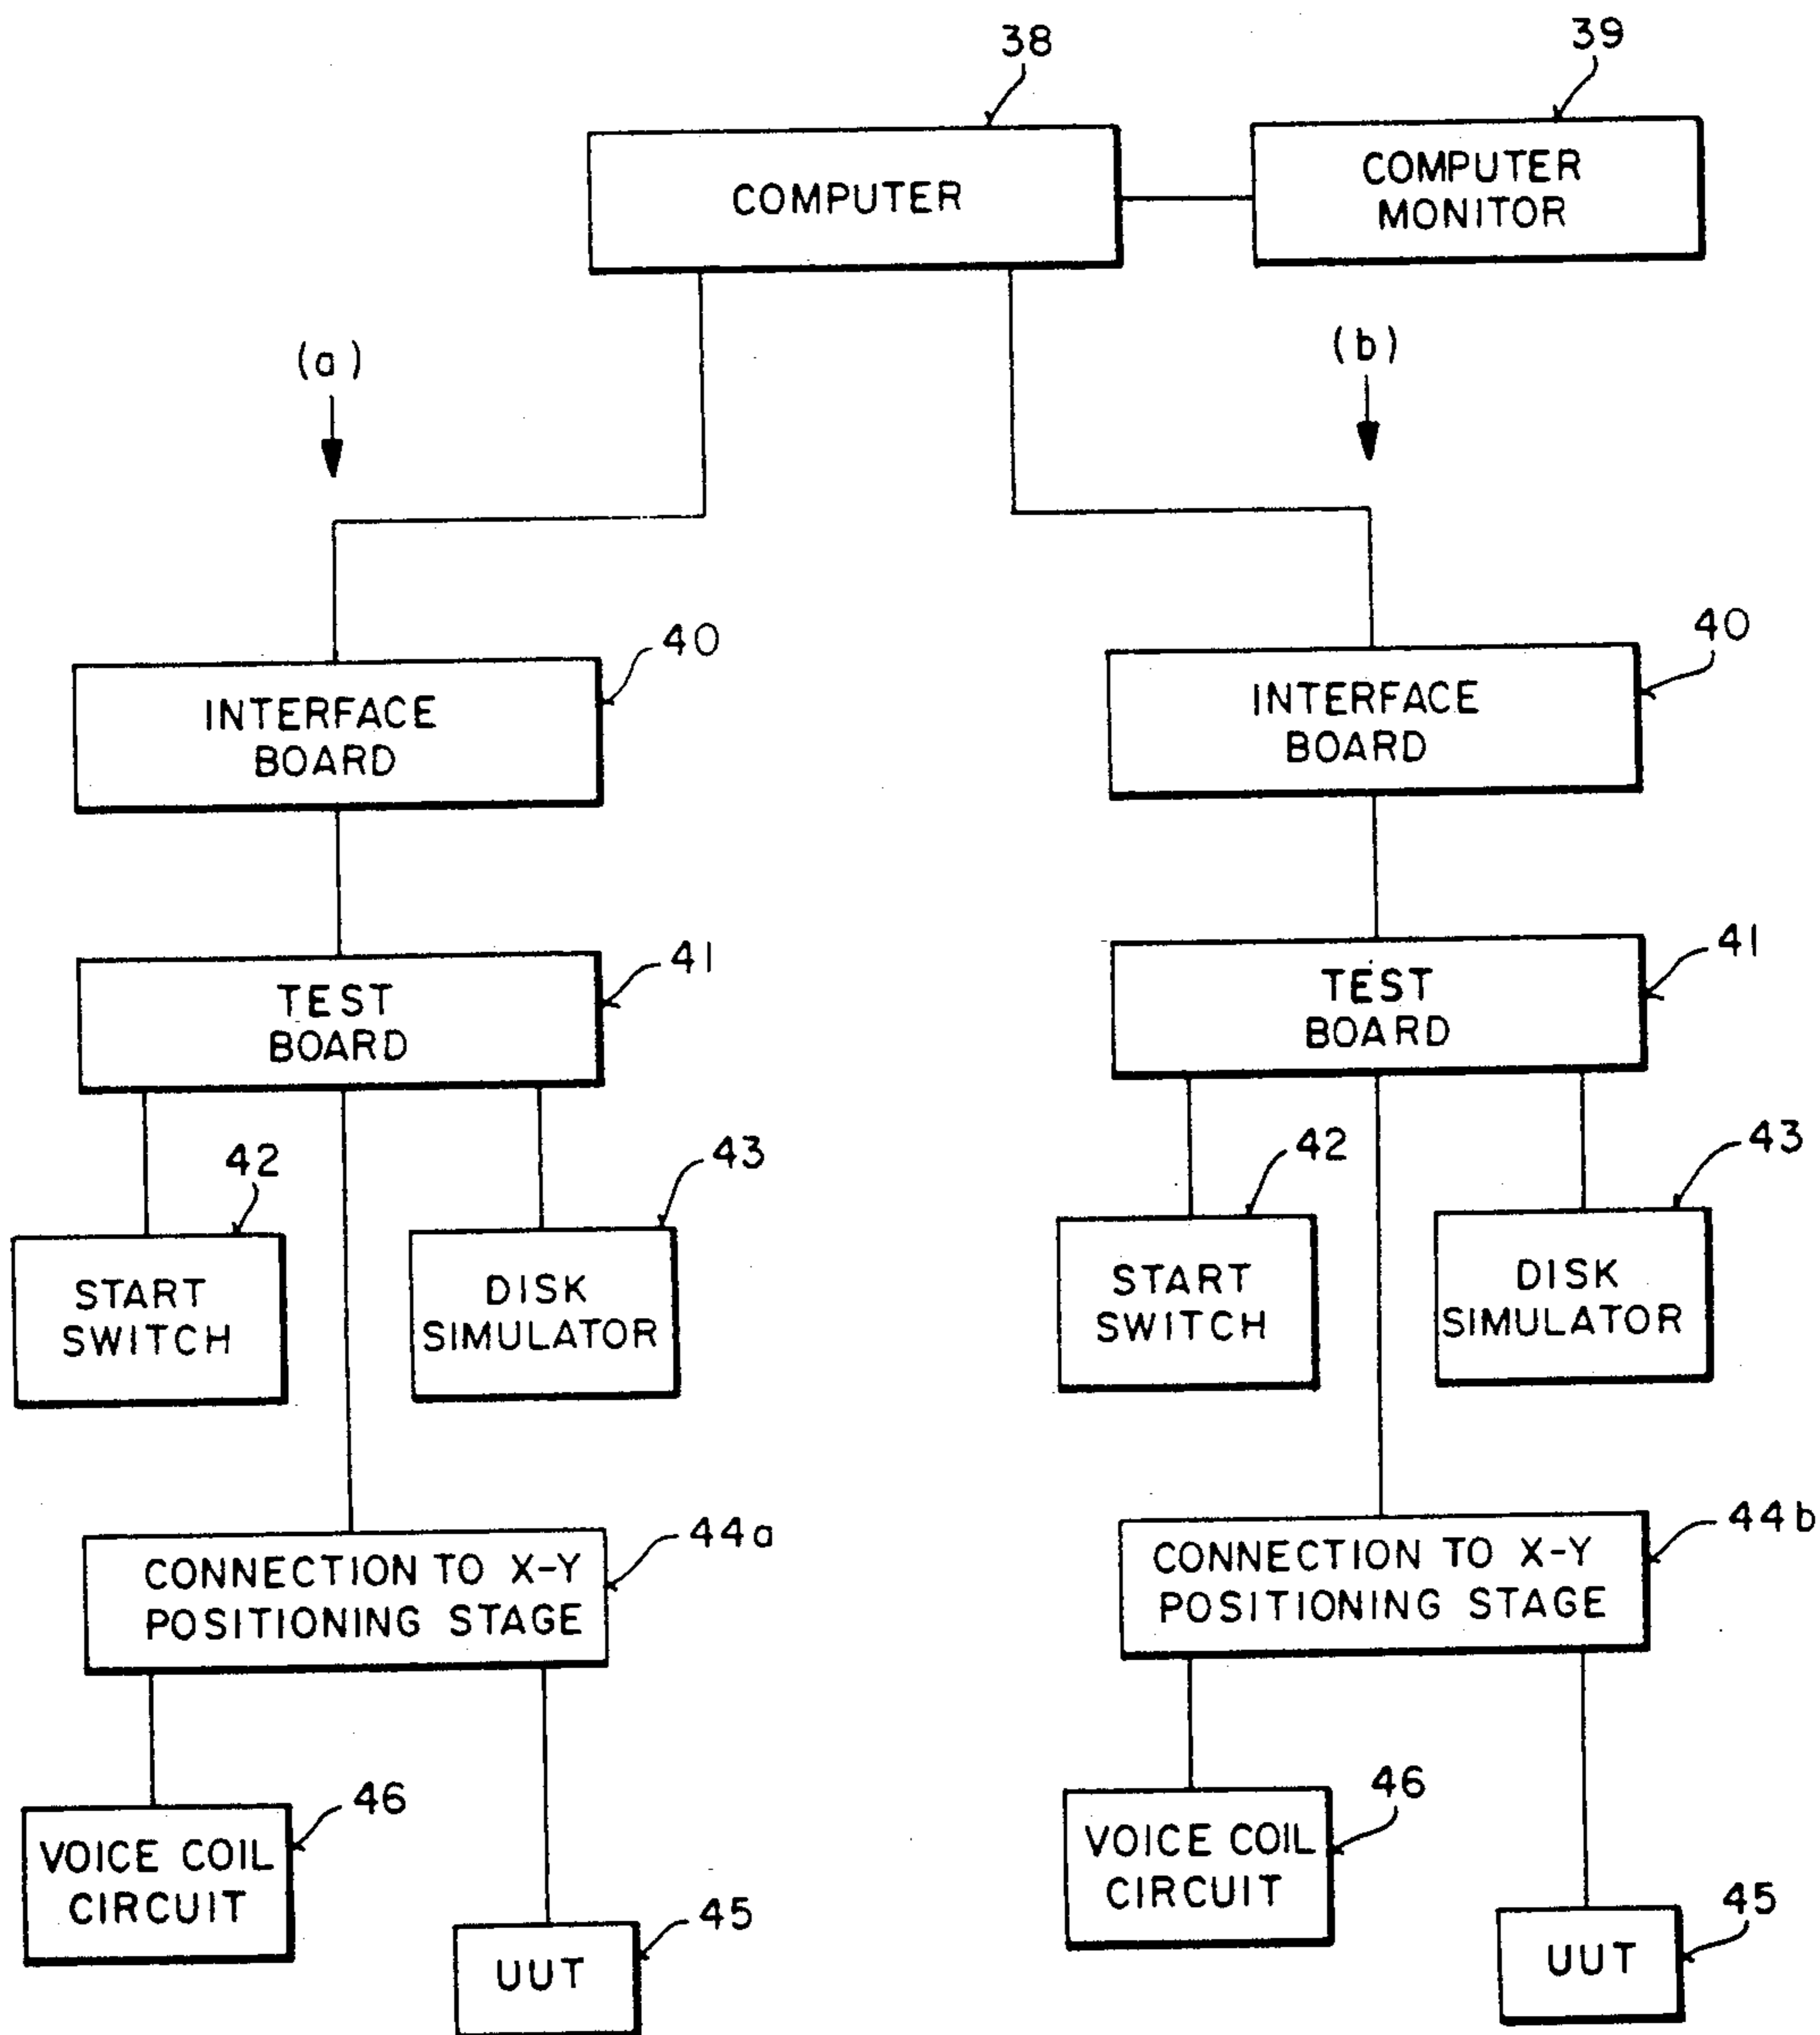 38
39
COMPUTER
COMPUTER
MONITOR
(a)
(b)
40
INTERFACE
BOARD
40
INTERFACE
BOARD
41
TEST
BOARD
41
TEST
BOARD
42
43
START
SWITCH
DISK
SIMULATOR
42
43
START
SWITCH
DISK
SIMULATOR
44a
CONNECTION TO X-Y
POSITIONING STAGE
44b
CONNECTION TO X-Y
POSITIONING STAGE
46
VOICE COIL
CIRCUIT
45
UUT
46
VOICE COIL
CIRCUIT
45
UUT